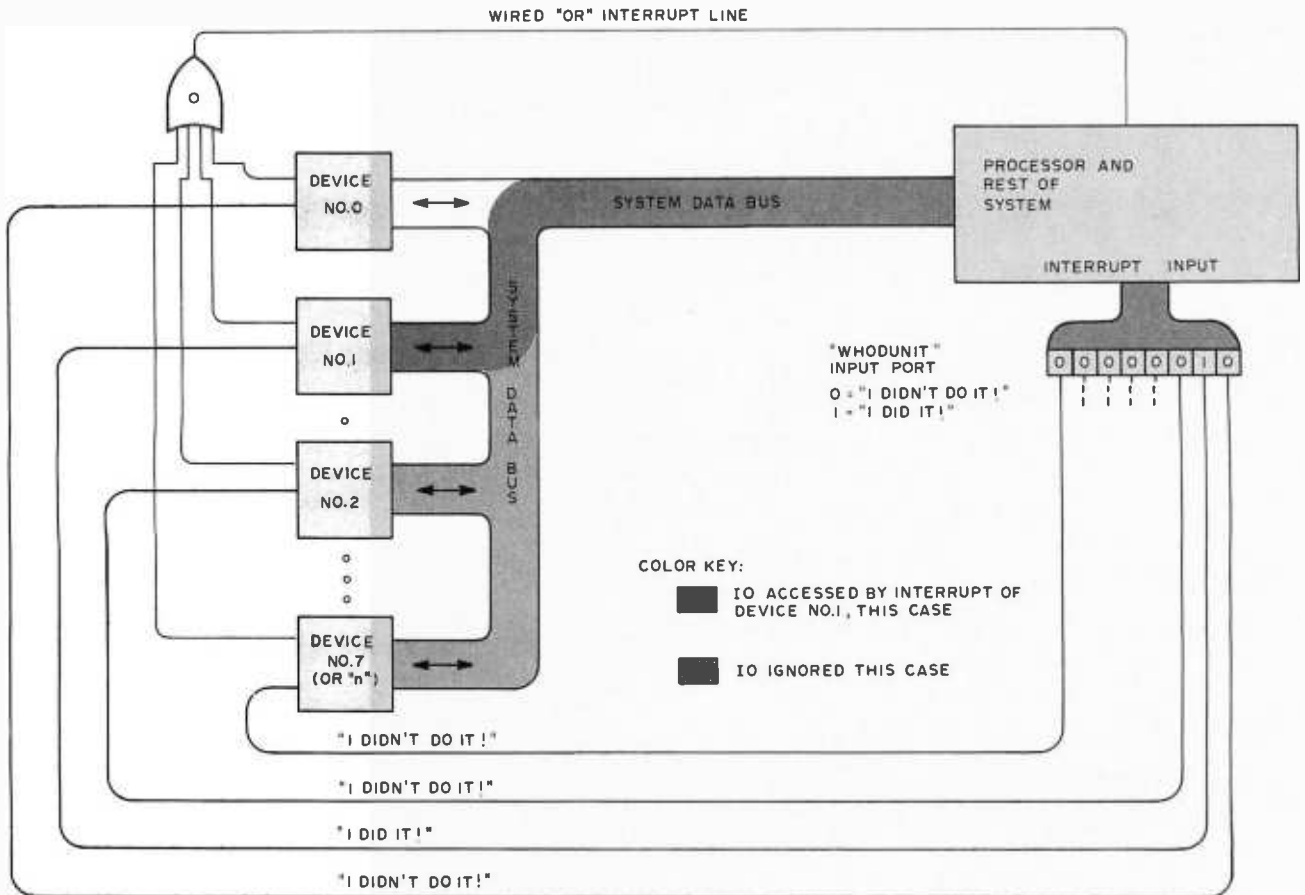 WIRED "OR" INTERRUPT LINE
DEVICE
NO.0
SYSTEM DATA BUS
PROCESSOR AND
REST OF
SYSTEM
INTERRUPT INPUT
DEVICE
NO.1
SYSTEM DATA BUS
"WHODUNIT"
INPUT PORT
0 = "I DIDN'T DO IT!"
1 = "I DID IT!"
0 0 0 0 0 0 1 0
DEVICE
NO.2
COLOR KEY:
IO ACCESSED BY INTERRUPT OF
DEVICE NO.1, THIS CASE
IO IGNORED THIS CASE
DEVICE
NO.7
(OR "n")
"I DIDN'T DO IT!"
"I DIDN'T DO IT!"
"I DID IT!"
"I DIDN'T DO IT!"